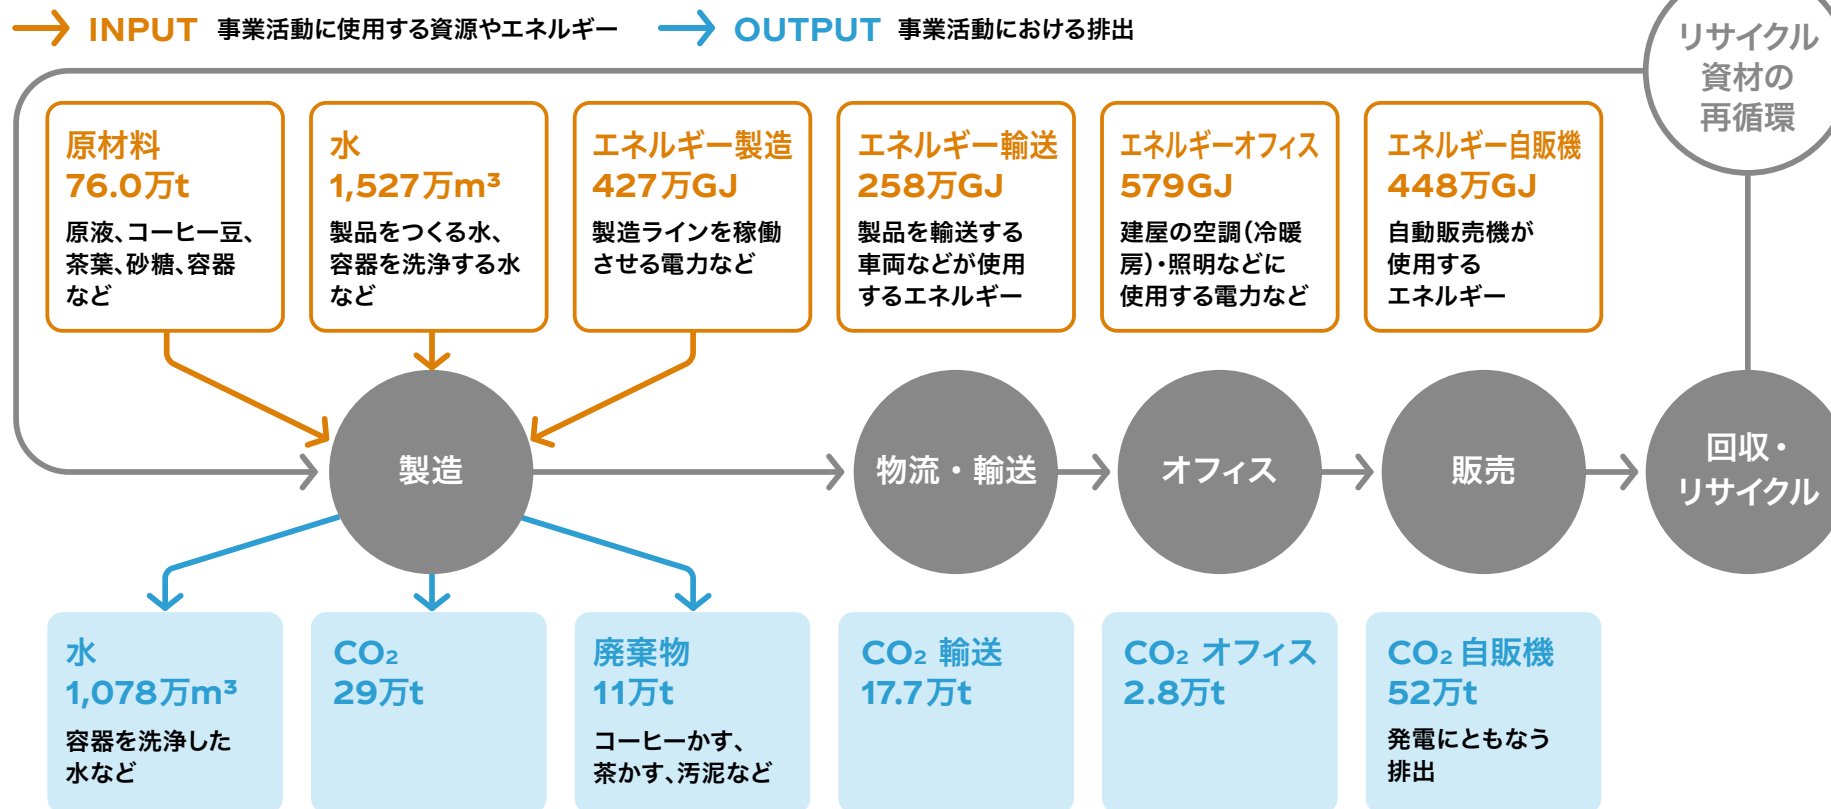 INPUT 事業活動に使用する資源やエネルギー
OUTPUT 事業活動における排出
リサイクル
資材の
再循環
原材料
76.0万t
原液、コーヒー豆、
茶葉、砂糖、容器
など
水
1,527万m³
製品をつくる水、
容器を洗浄する水
など
エネルギー製造
427万GJ
製造ラインを稼働
させる電力など
エネルギー輸送
258万GJ
製品を輸送する
車両などが使用
するエネルギー
エネルギーオフィス
579GJ
建屋の空調(冷暖
房)・照明などに
使用する電力など
エネルギー自販機
448万GJ
自動販売機が
使用する
エネルギー
製造
物流・輸送
オフィス
販売
回収・
リサイクル
水
1,078万m³
容器を洗浄した
水など
CO₂
29万t
廃棄物
11万t
コーヒーかす、
茶かす、汚泥など
CO₂ 輸送
17.7万t
CO₂ オフィス
2.8万t
CO₂ 自販機
52万t
発電にともなう
排出